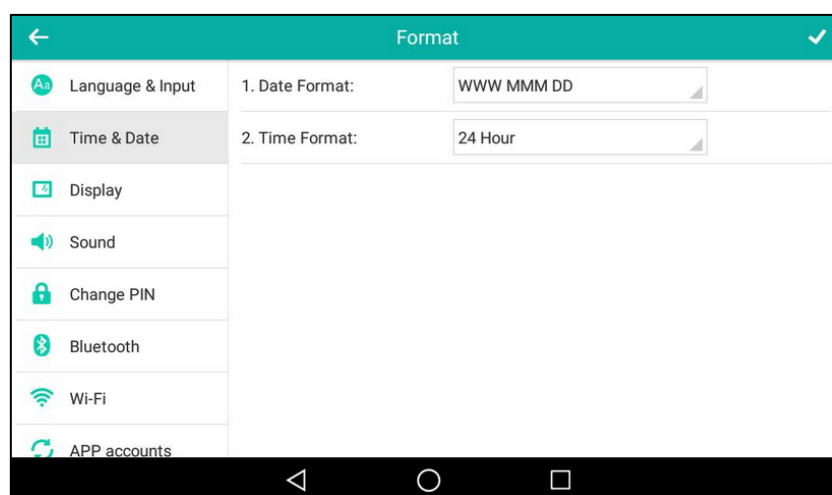 Format
Aa Language & Input
Time & Date
Display
Sound
Change PIN
Bluetooth
Wi-Fi
APP accounts
1. Date Format: WWW MMM DD
2. Time Format: 24 Hour